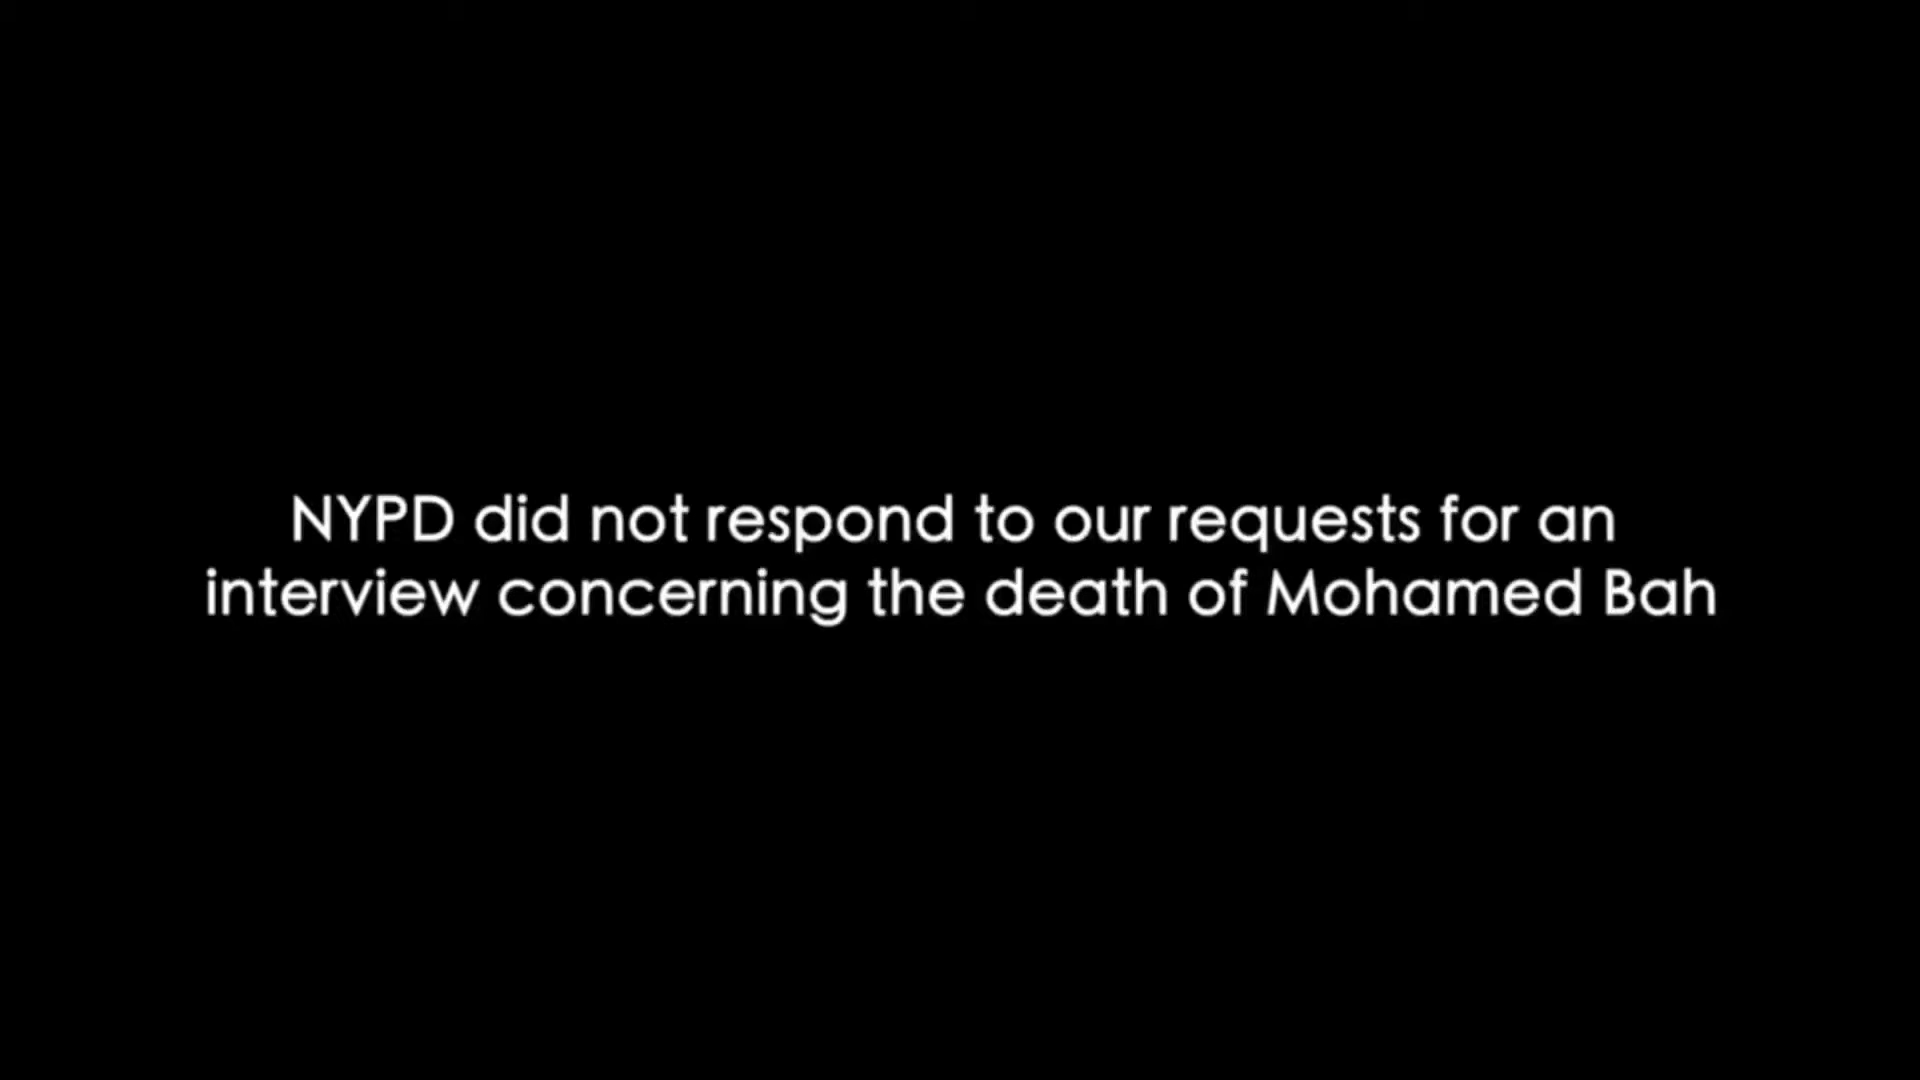 NYPD did not respond to our requests for an
interview concerning the death of Mohamed Bah